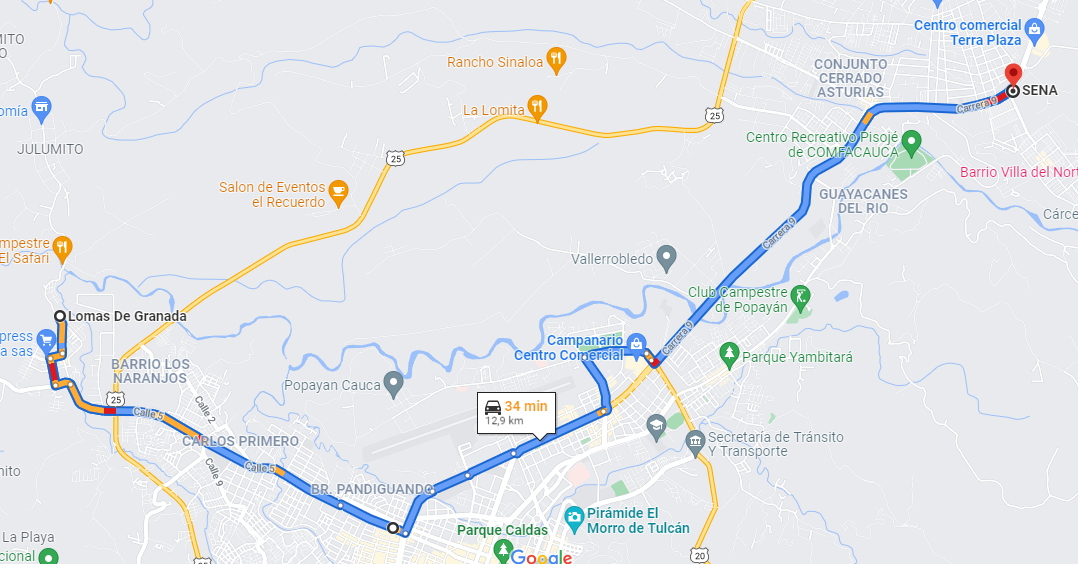 Centro comercial
Terra Plaza
MITO
O
Rancho Sinaloa
CONJUNTO
CERRADO
ASTURIAS
SENA
Carrera 9
La Lomita
omía
25
JULUMITO
Centro Recreativo Pisojé
de COMFACAUCA
25
Barrio Villa del Nort
Salon de Eventos
el Recuerdo
GUAYACANES
DEL RIO
Cárce
Carrera 9
mpestre
El Safari
Vallerrobledo
Club Campestre
de Popayán
Lomas De Granada
press
a sas
Carrera 9
Campanario
Centro Comercial
Parque Yambitará
BARRIO LOS
NARANJOS
Popayan Cauca
25
Calle 5
Calle 2
34 min
12,9 km
CARLOS PRIMERO
Secretaría de Tránsito
Y Transporte
Calle 5
Calle 9
nito
BR. PANDIGUANDO
Pirámide El
Morro de Tulcán
Parque Caldas
La Playa
cional
25
Google
20